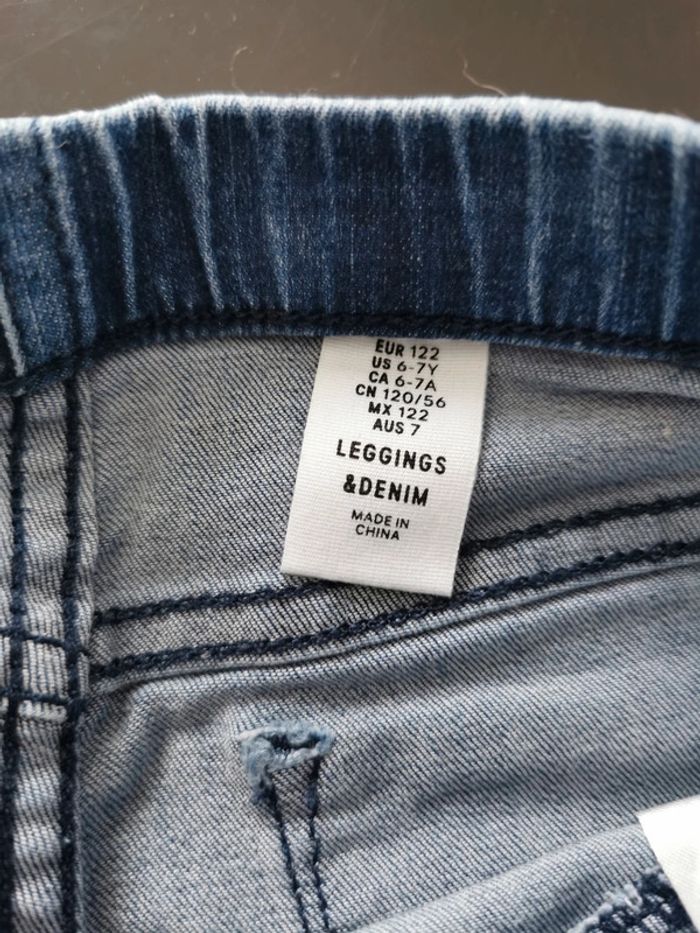 EUR 122
US 6-7Y
CA 6-7A
CN 120/56
MX 122
AUS 7
LEGGINGS
&DENIM
MADE IN
CHINA